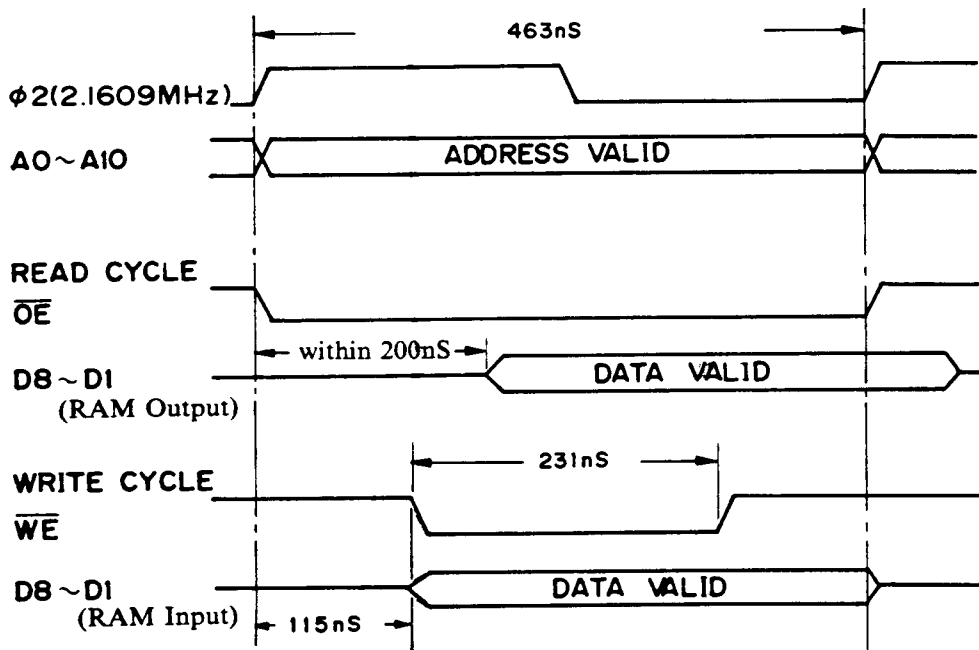 463nS
φ2(2.1609MHz)
A0~A10
ADDRESS VALID
READ CYCLE
OE
within 200nS
D8~D1
DATA VALID
(RAM Output)
231nS
WRITE CYCLE
WE
D8~D1
DATA VALID
(RAM Input)
115nS